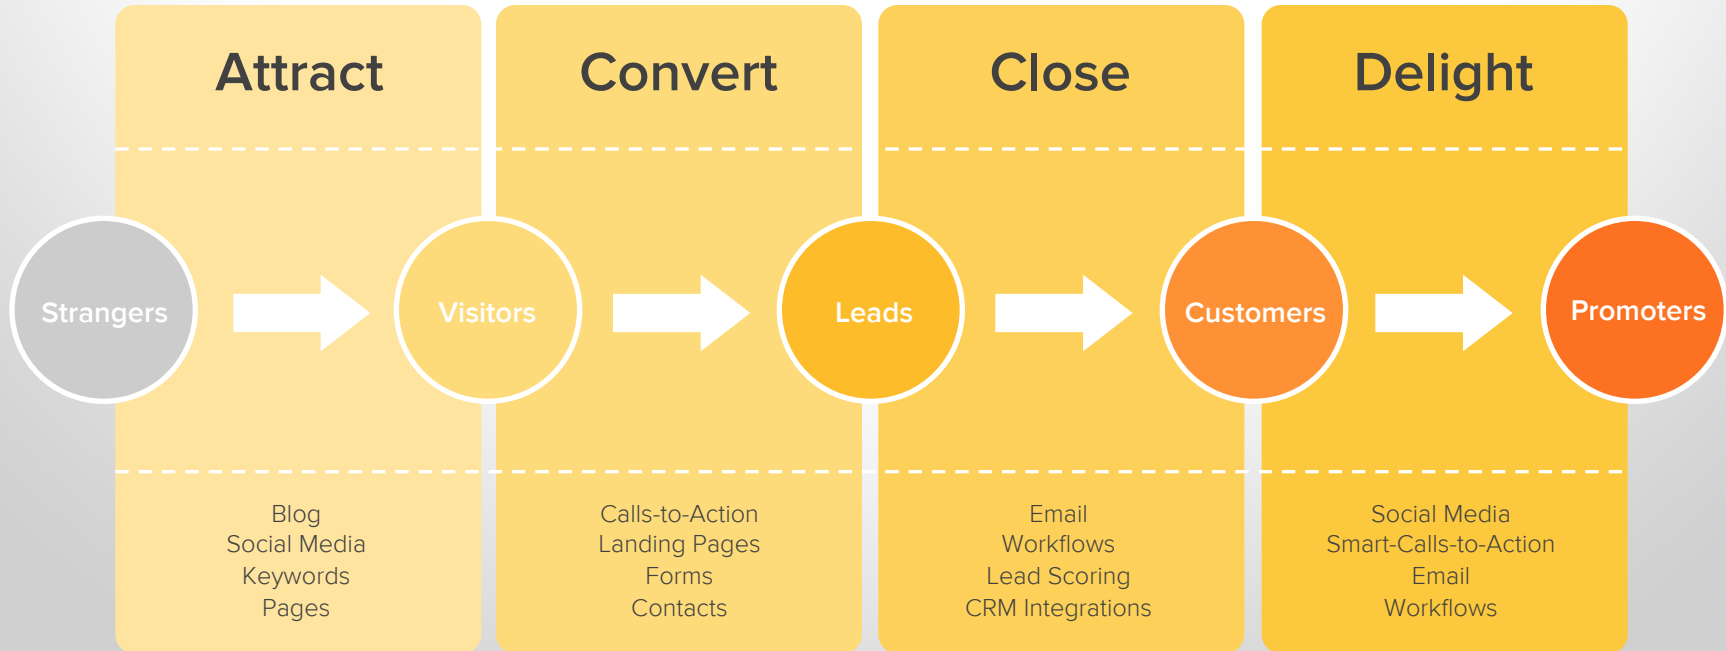 Attract
Convert
Close
Delight
Strangers
Visitors
Leads
Customers
Promoters
Blog
Social Media
Keywords
Pages
Calls-to-Action
Landing Pages
Forms
Contacts
Email
Workflows
Lead Scoring
CRM Integrations
Social Media
Smart-Calls-to-Action
Email
Workflows